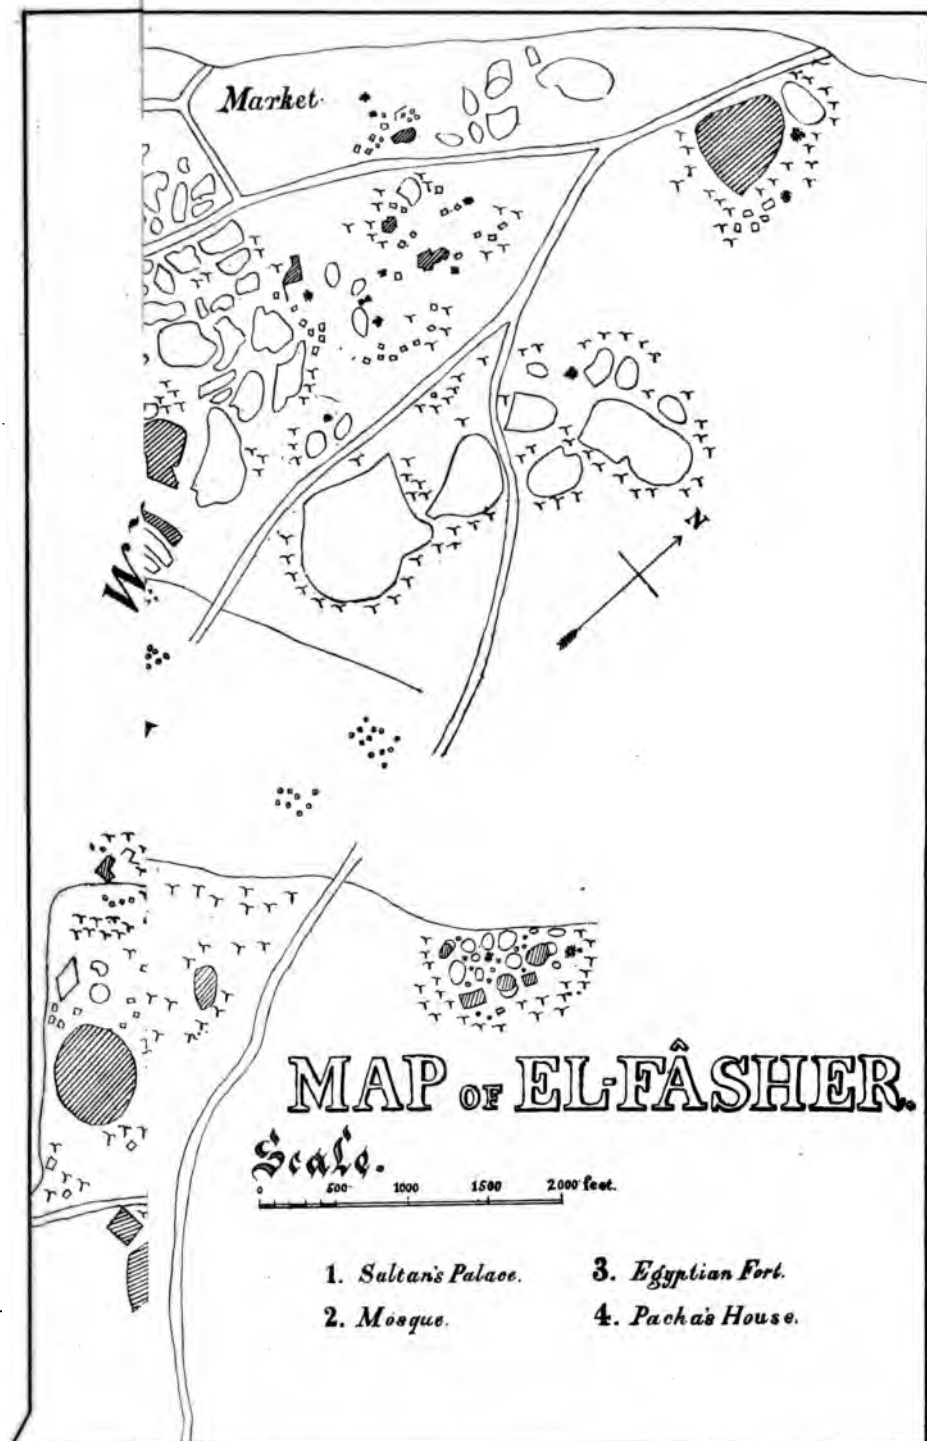 Market.
N
W
MAP OF EL-FÂSHER.
Scale.
0 500 1000 1500 2000 feet.
1. Sultan's Palace.
2. Mosque.
3. Egyptian Fort.
4. Pacha's House.